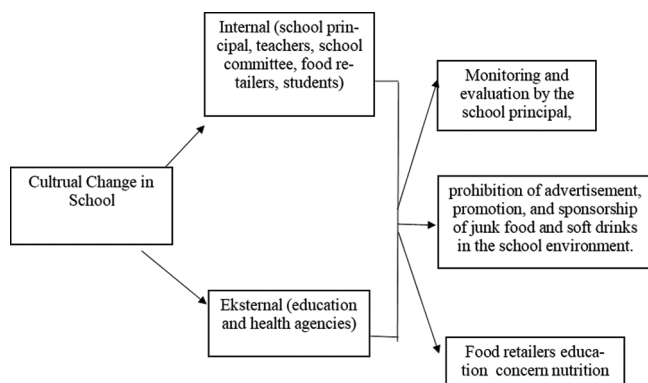 Internal (school prin-
cipal, teachers, school
committee, food re-
tailers, students)
Monitoring and
evaluation by the
school principal,
Cultrual Change in
School
prohibition of advertisement,
promotion, and sponsorship
of junk food and soft drinks
in the school environment.
Eksternal (education
and health agencies)
Food retailers educa-
tion concern nutrition